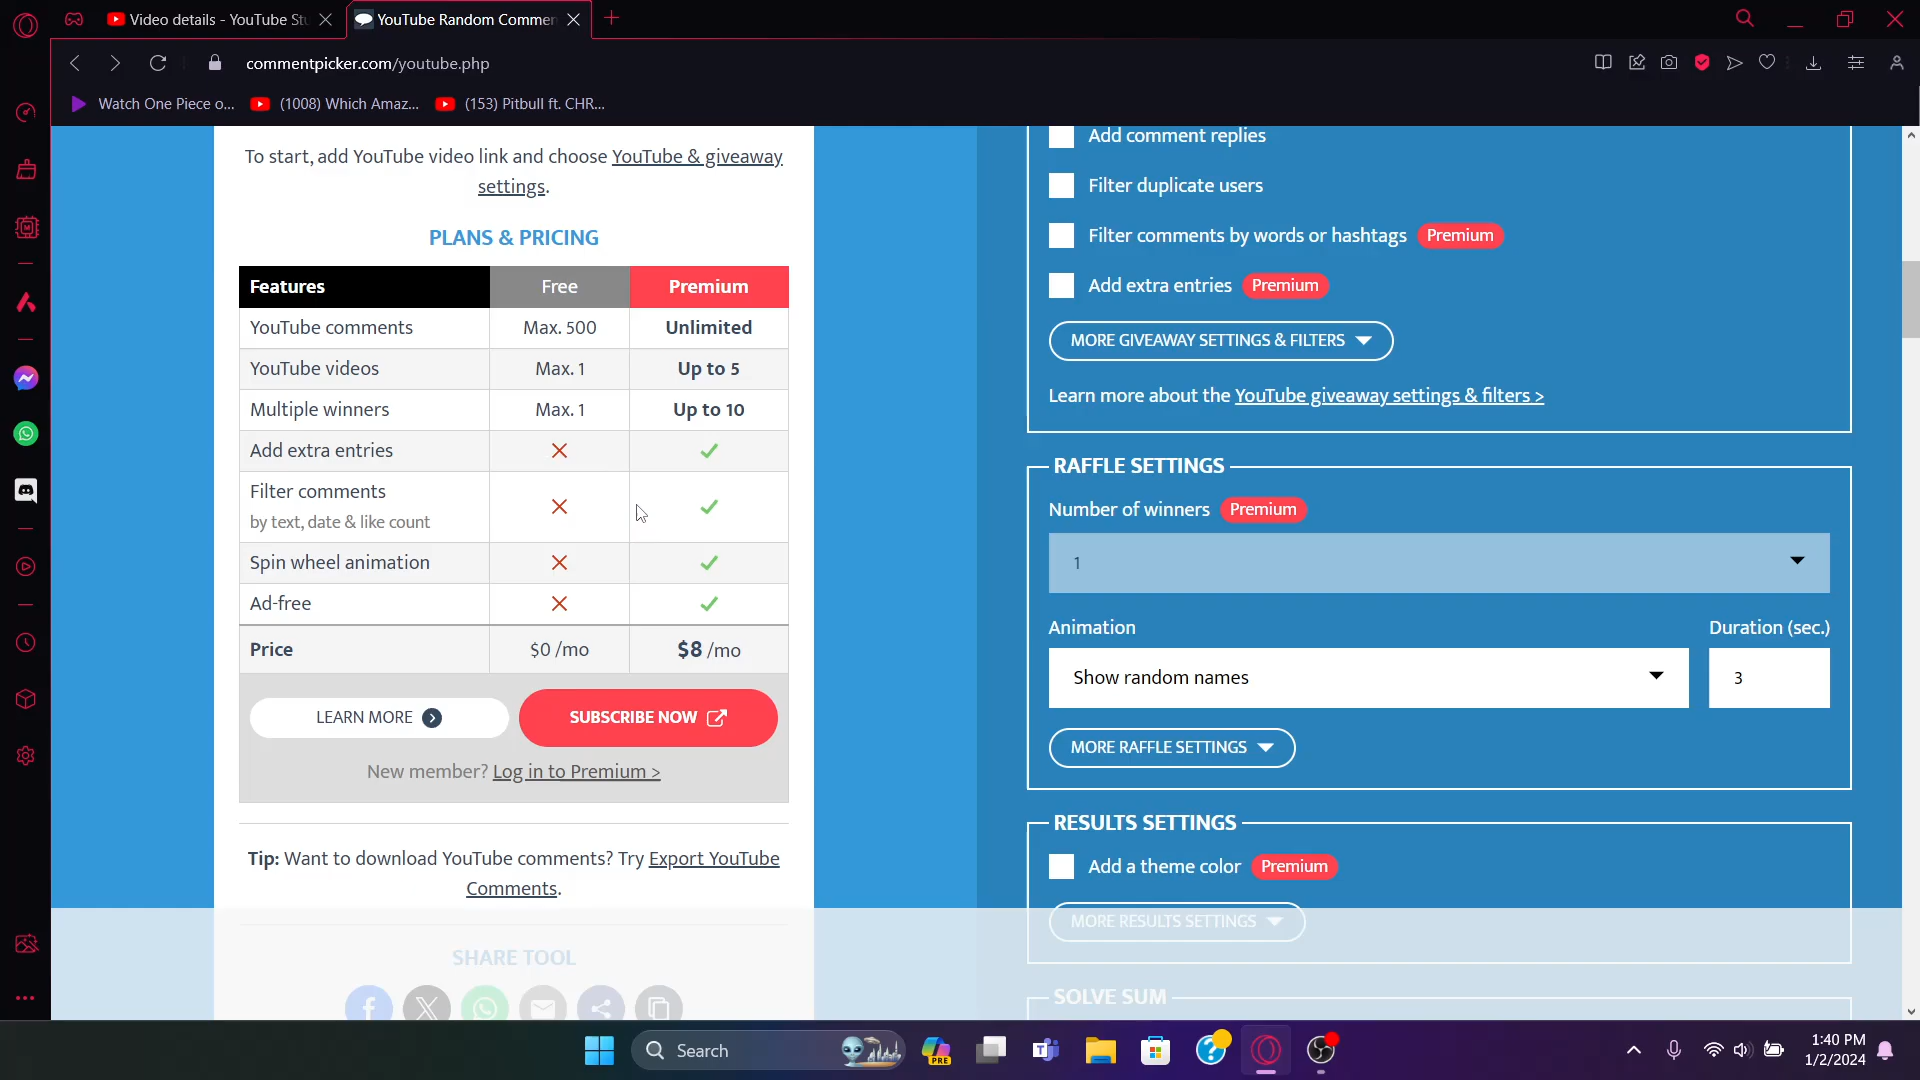 Video details - YouTube Stu
YouTube Random Commen
commentpicker.com/youtube.php
Watch One Piece o...
(1008) Which Amaz...
(153) Pitbull ft. CHR...
To start, add YouTube video link and choose YouTube & giveaway
settings.
PLANS & PRICING
Features Free Premium
YouTube comments Max. 500 Unlimited
YouTube videos Max. 1 Up to 5
Multiple winners Max. 1 Up to 10
Add extra entries
Filter comments
by text, date & like count
Spin wheel animation
Ad-free
Price $0 /mo $8 /mo
LEARN MORE
SUBSCRIBE NOW
New member? Log in to Premium >
Tip: Want to download YouTube comments? Try Export YouTube
Comments.
SHARE TOOL
Add comment replies
Filter duplicate users
Filter comments by words or hashtags Premium
Add extra entries Premium
MORE GIVEAWAY SETTINGS & FILTERS
Learn more about the YouTube giveaway settings & filters >
RAFFLE SETTINGS
Number of winners Premium
1
Animation Duration (sec.)
Show random names 3
MORE RAFFLE SETTINGS
RESULTS SETTINGS
Add a theme color Premium
MORE RESULTS SETTINGS
SOLVE SUM
Search
PRE
1:40 PM
1/2/2024